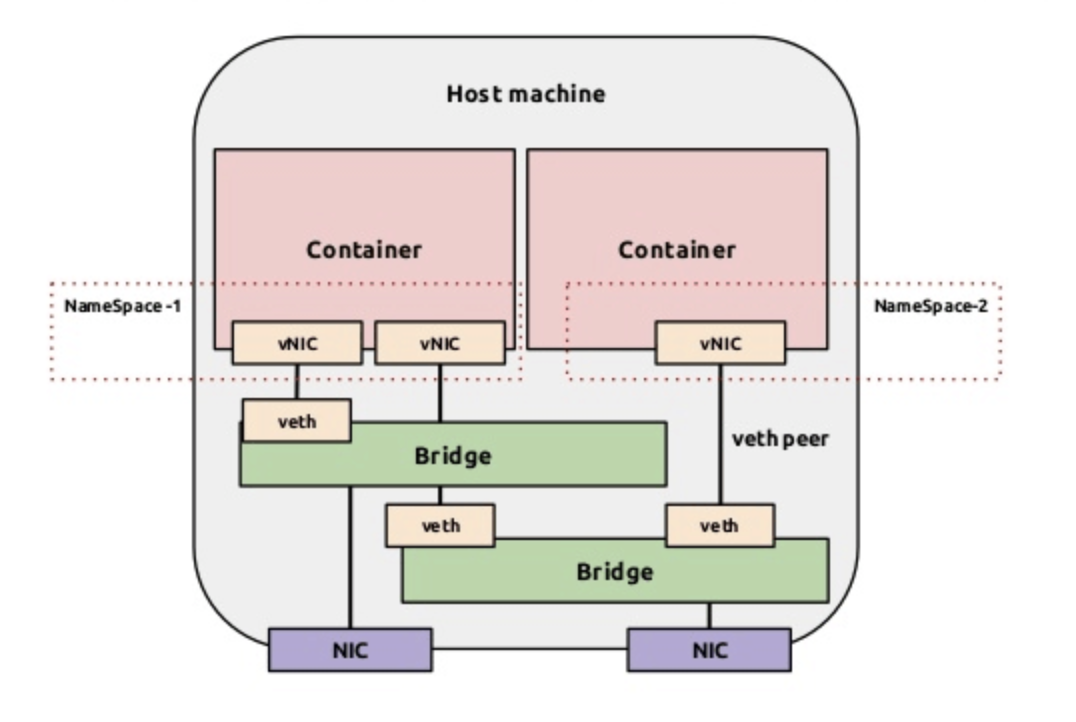 Host machine
Container
Container
NameSpace -1
NameSpace-2
vNIC
vNIC
vNIC
veth
veth peer
Bridge
veth
veth
Bridge
NIC
NIC